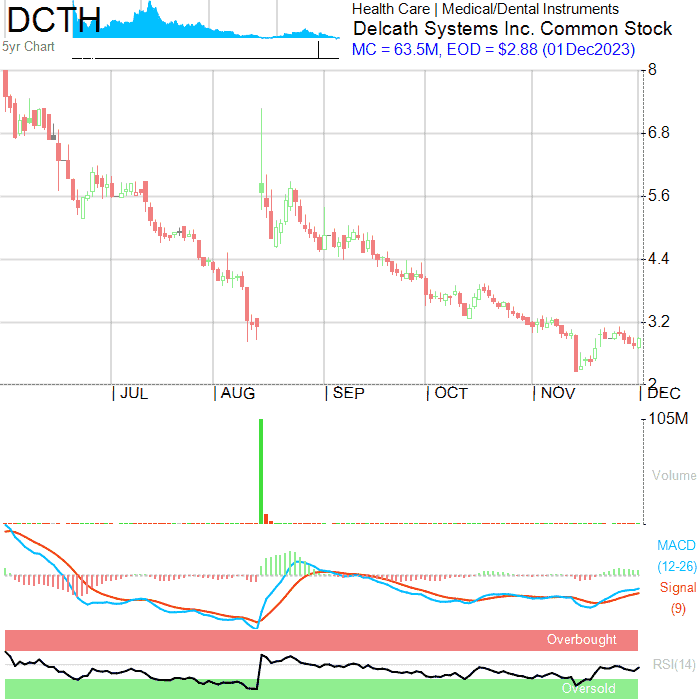 DCTH
5yr Chart
Health Care | Medical/Dental Instruments
Delcath Systems Inc. Common Stock
MC = 63.5M, EOD = $2.88 (01Dec2023)
8
6.8
5.6
4.4
3.2
2
JUL
AUG
SEP
OCT
NOV
DEC
105M
Volume
MACD
(12-26)
Signal
(9)
Overbought
RSI(14)
Oversold